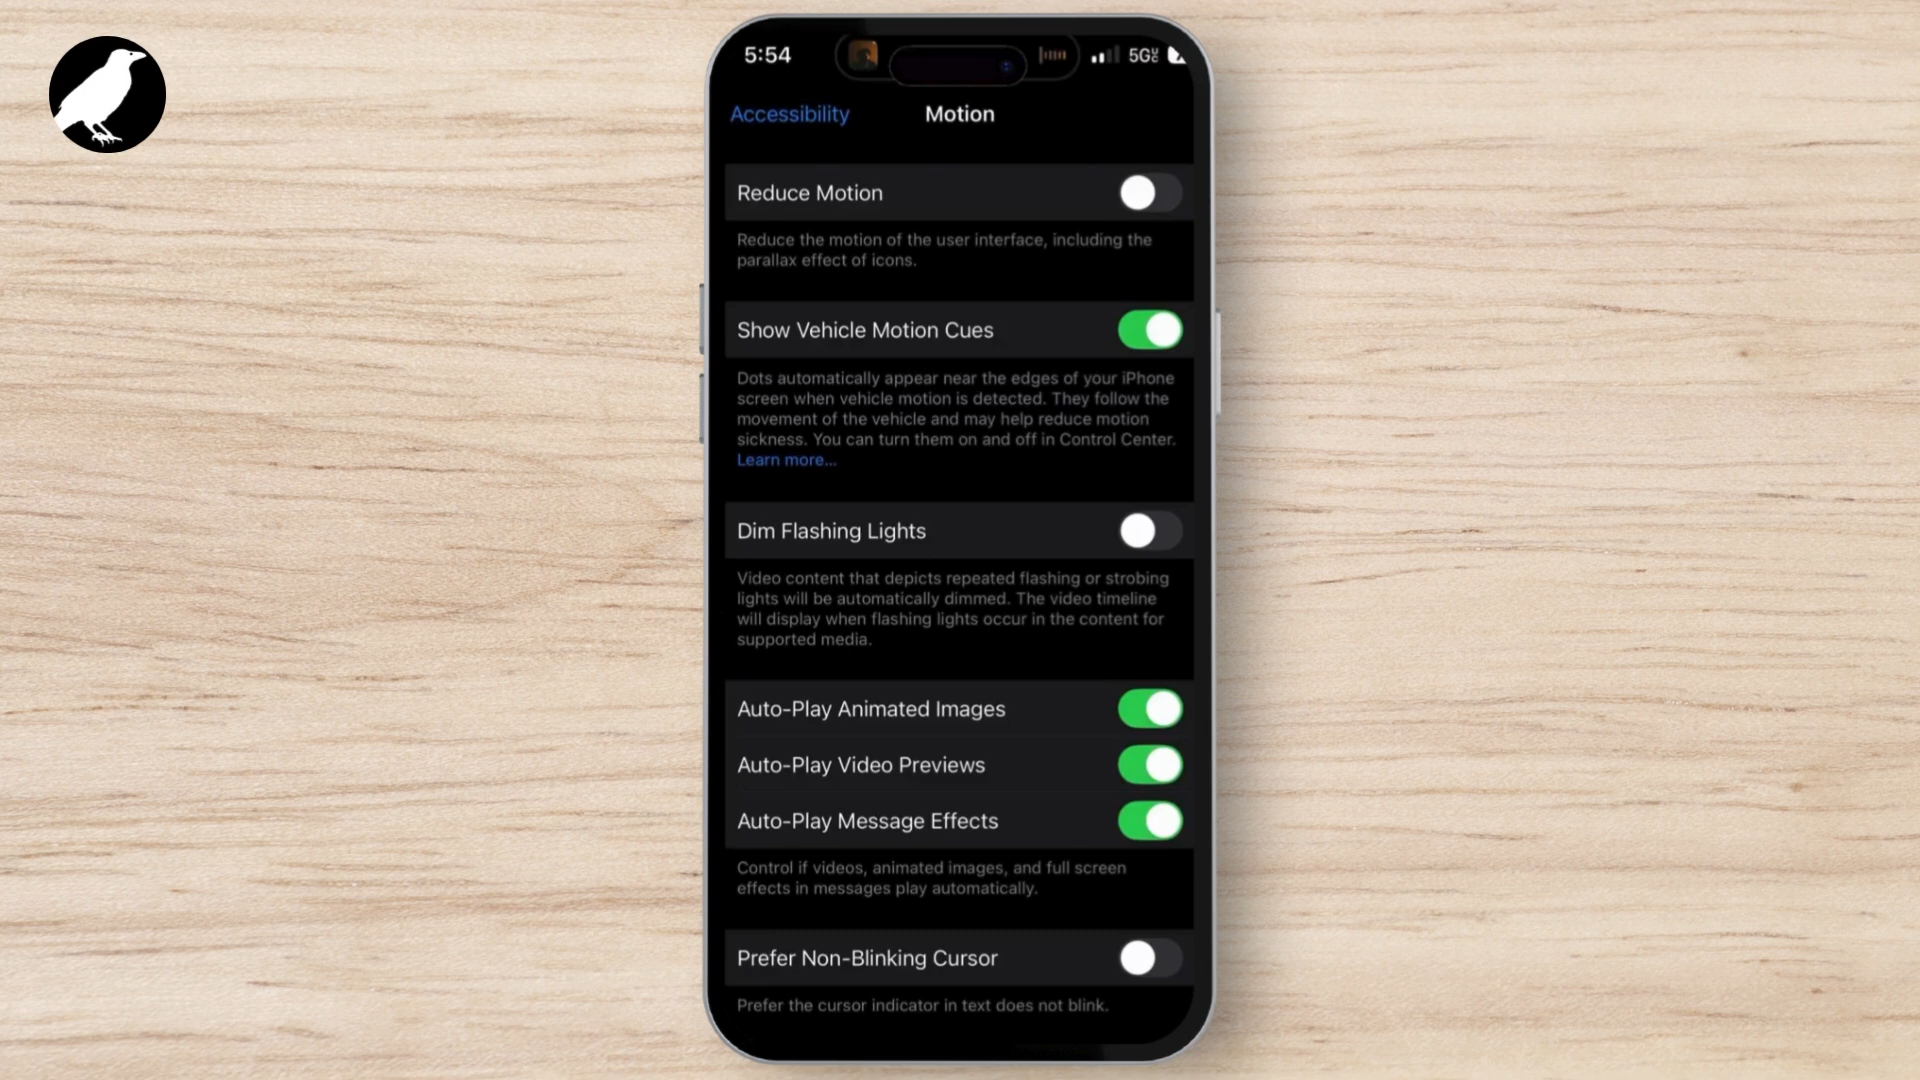 5:54
5G
Accessibility
Motion
Reduce Motion
Reduce the motion of the user interface, including the
parallax effect of icons.
Show Vehicle Motion Cues
Dots automatically appear near the edges of your iPhone
screen when vehicle motion is detected. They follow the
movement of the vehicle and may help reduce motion
sickness. You can turn them on and off in Control Center.
Learn more...
Dim Flashing Lights
Video content that depicts repeated flashing or strobing
lights will be automatically dimmed. The video timeline
will display when flashing lights occur in the content for
supported media.
Auto-Play Animated Images
Auto-Play Video Previews
Auto-Play Message Effects
Control if videos, animated images, and full screen
effects in messages play automatically.
Prefer Non-Blinking Cursor
Prefer the cursor indicator in text does not blink.